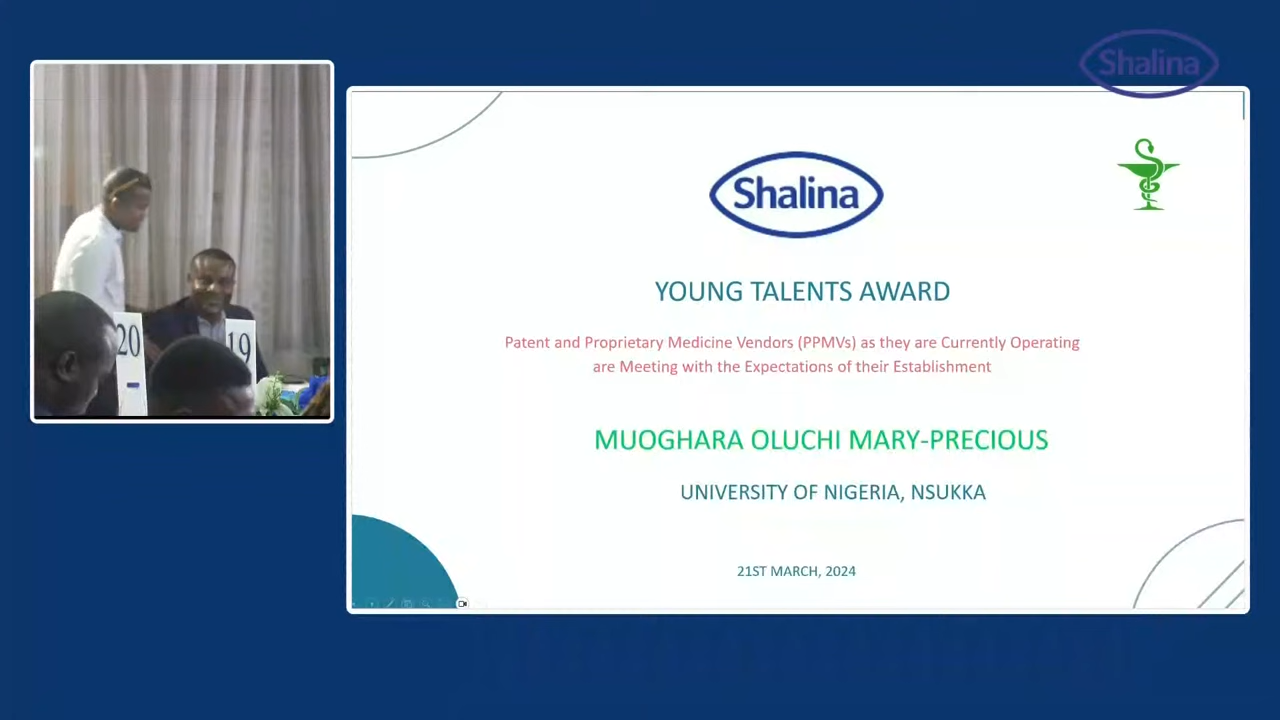 Shalina
20
19
Shalina
YOUNG TALENTS AWARD
Patent and Proprietary Medicine Vendors (PPMVs) as they are Currently Operating
are Meeting with the Expectations of their Establishment
MUOGHARA OLUCHI MARY-PRECIOUS
UNIVERSITY OF NIGERIA, NSUKKA
21ST MARCH, 2024